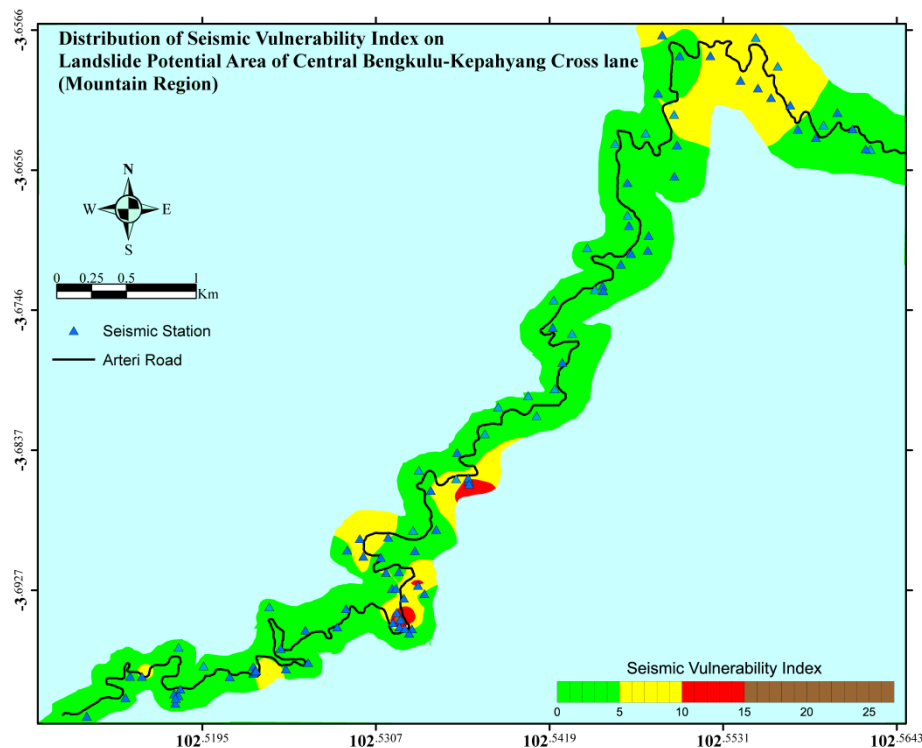 Distribution of Seismic Vulnerability Index on
Landslide Potential Area of Central Bengkulu-Kepahyang Cross lane
(Mountain Region)
N
W E
S
0 0.25 0.5 1
Km
Seismic Station
Arteri Road
-3.6566
-3.6656
-3.6746
-3.6837
-3.6927
Seismic Vulnerability Index
0 5 10 15 20 25
102.5195 102.5307 102.5419 102.5531 102.5643